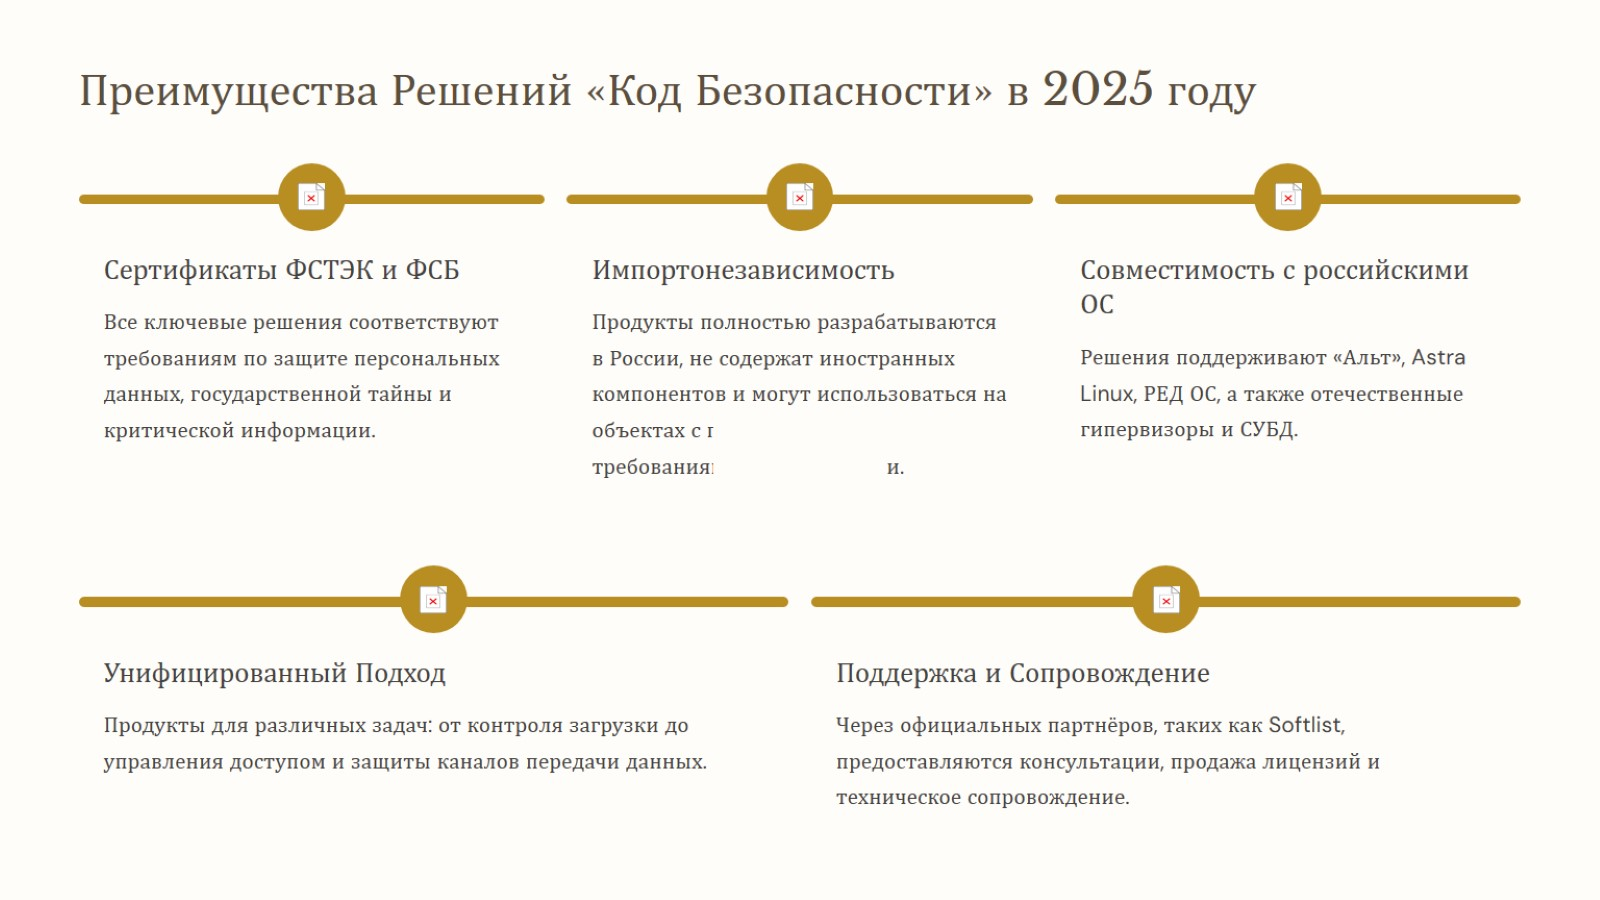 Преимущества Решений «Код Безопасности» в 2025 году
Сертификаты ФСТЭК и ФСБ
Все ключевые решения соответствуют
требованиям по защите персональных
данных, государственной тайны и
критической информации.
Импортонезависимость
Продукты полностью разрабатываются
в России, не содержат иностранных
компонентов и могут использоваться на
объектах с
Совместимость с российскими
ОС
Решения поддерживают «Альт», Astra
Linux, РЕД ОС, а также отечественные
гипервизоры и СУБД.
Унифицированный Подход
Продукты для различных задач: от контроля загрузки до
управления доступом и защиты каналов передачи данных.
Поддержка и Сопровождение
Через официальных партнёров, таких как Softlist,
предоставляются консультации, продажа лицензий и
техническое сопровождение.